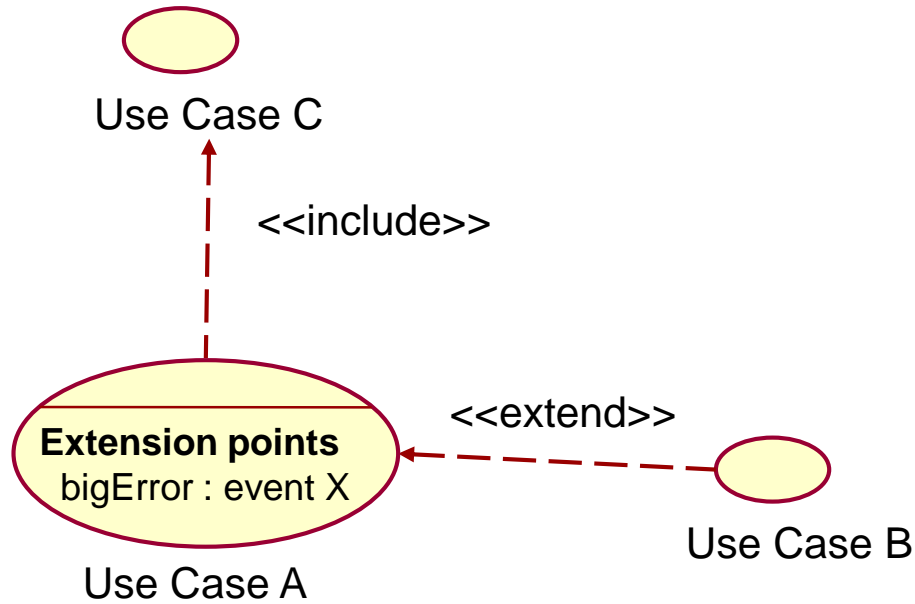 Use Case C
<<include>>
<<extend>>
Extension points
bigError : event X
Use Case B
Use Case A